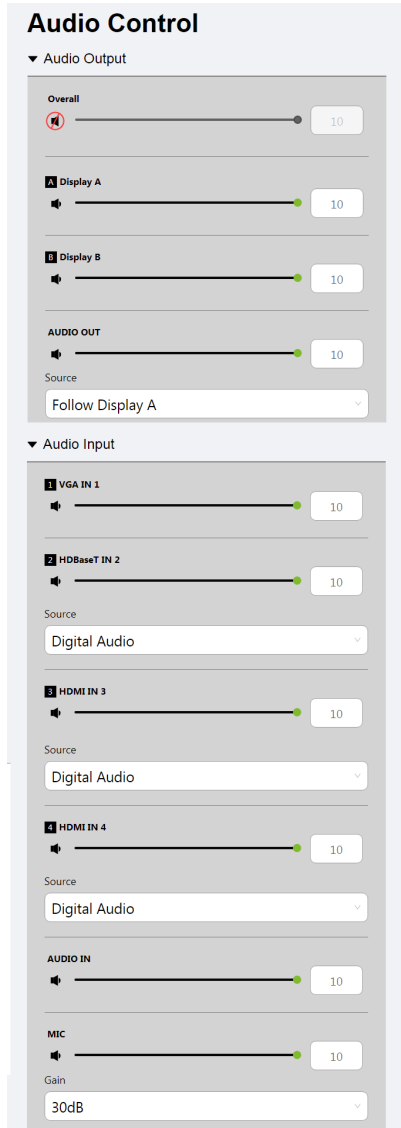 Audio Control
Audio Output
Overall
10
A Display A
10
B Display B
10
AUDIO OUT
10
Source
Follow Display A
Audio Input
1 VGA IN 1
10
2 HDBaseT IN 2
10
Source
Digital Audio
3 HDMI IN 3
10
Source
Digital Audio
4 HDMI IN 4
10
Source
Digital Audio
AUDIO IN
10
MIC
10
Gain
30dB